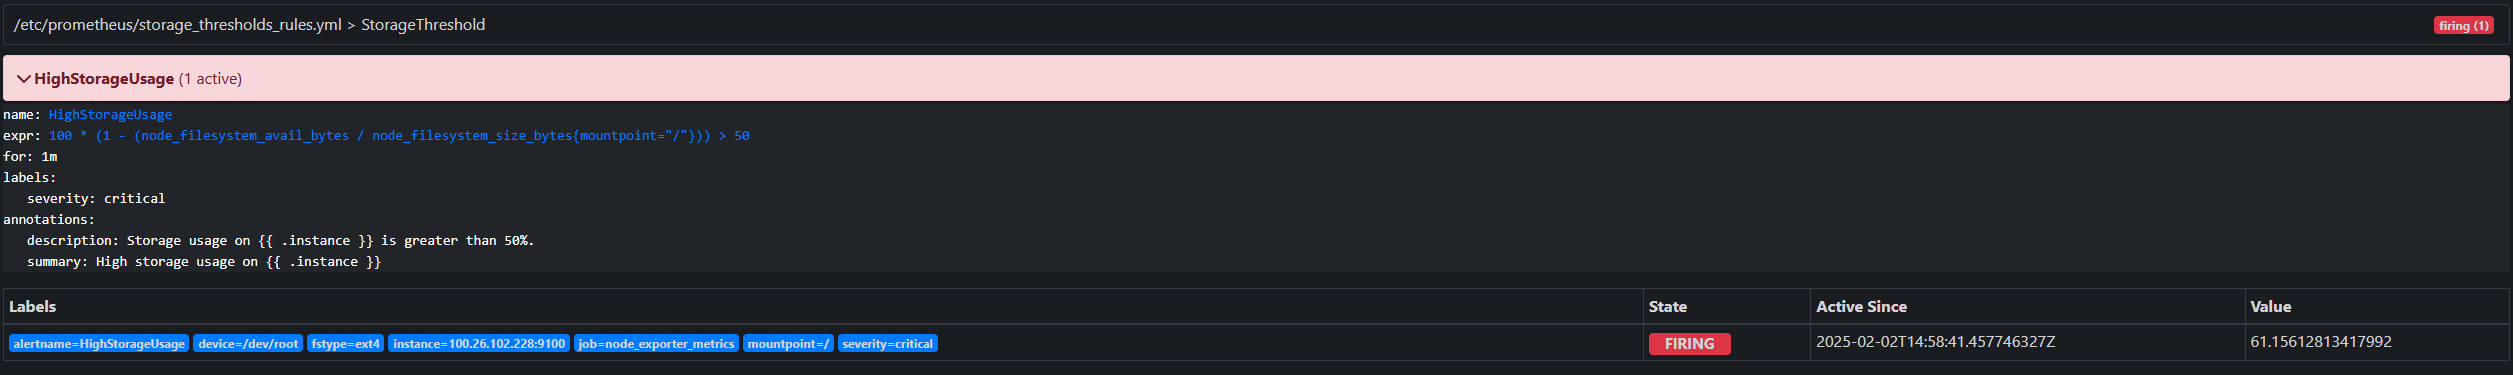 /etc/prometheus/storage_thresholds_rules.yml > StorageThreshold firing (1)
HighStorageUsage (1 active)
name: HighStorageUsage
expr: 100 * (1 - (node_filesystem_avail_bytes / node_filesystem_size_bytes{mountpoint="/"})) > 50
for: 1m
labels:
severity: critical
annotations:
description: Storage usage on {{ .instance }} is greater than 50%.
summary: High storage usage on {{ .instance }}
Labels State Active Since Value
alertname=HighStorageUsage device=/dev/root fstype=ext4 instance=100.26.102.228:9100 job=node_exporter_metrics mountpoint=/ severity=critical FIRING 2025-02-02T14:58:41.457746327Z 61.15612813417992